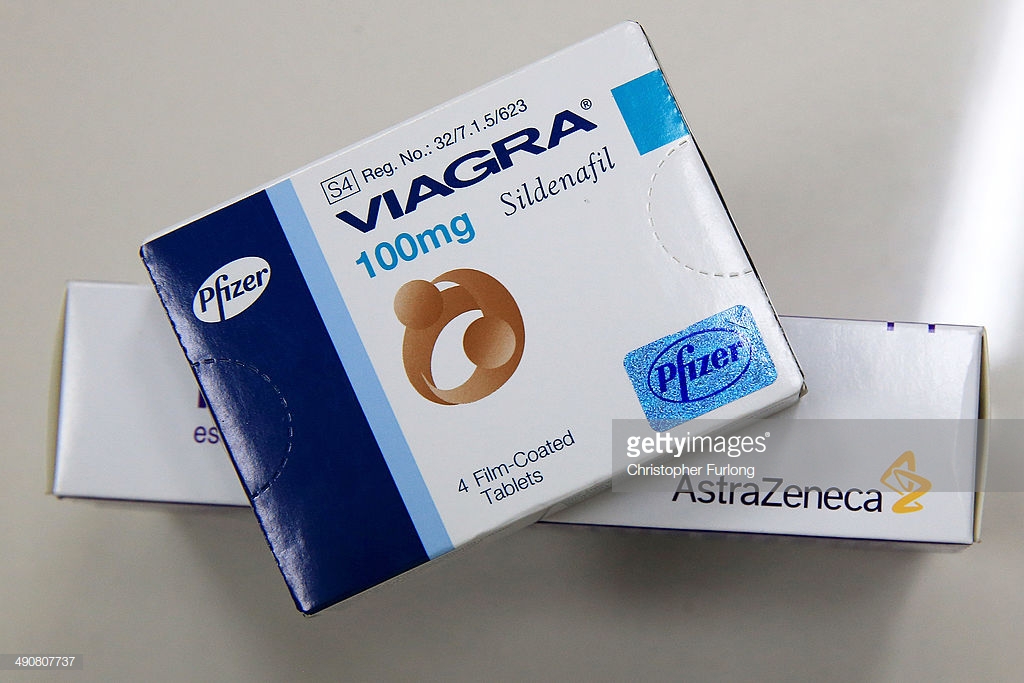 S4 Reg. No.: 32/7.1.5/623
VIAGRA®
100mg Sildenafil
Pfizer
Pfizer
4 Film-Coated
Tablets
es
gettyimages®
Christopher Furlong
AstraZeneca
490807737